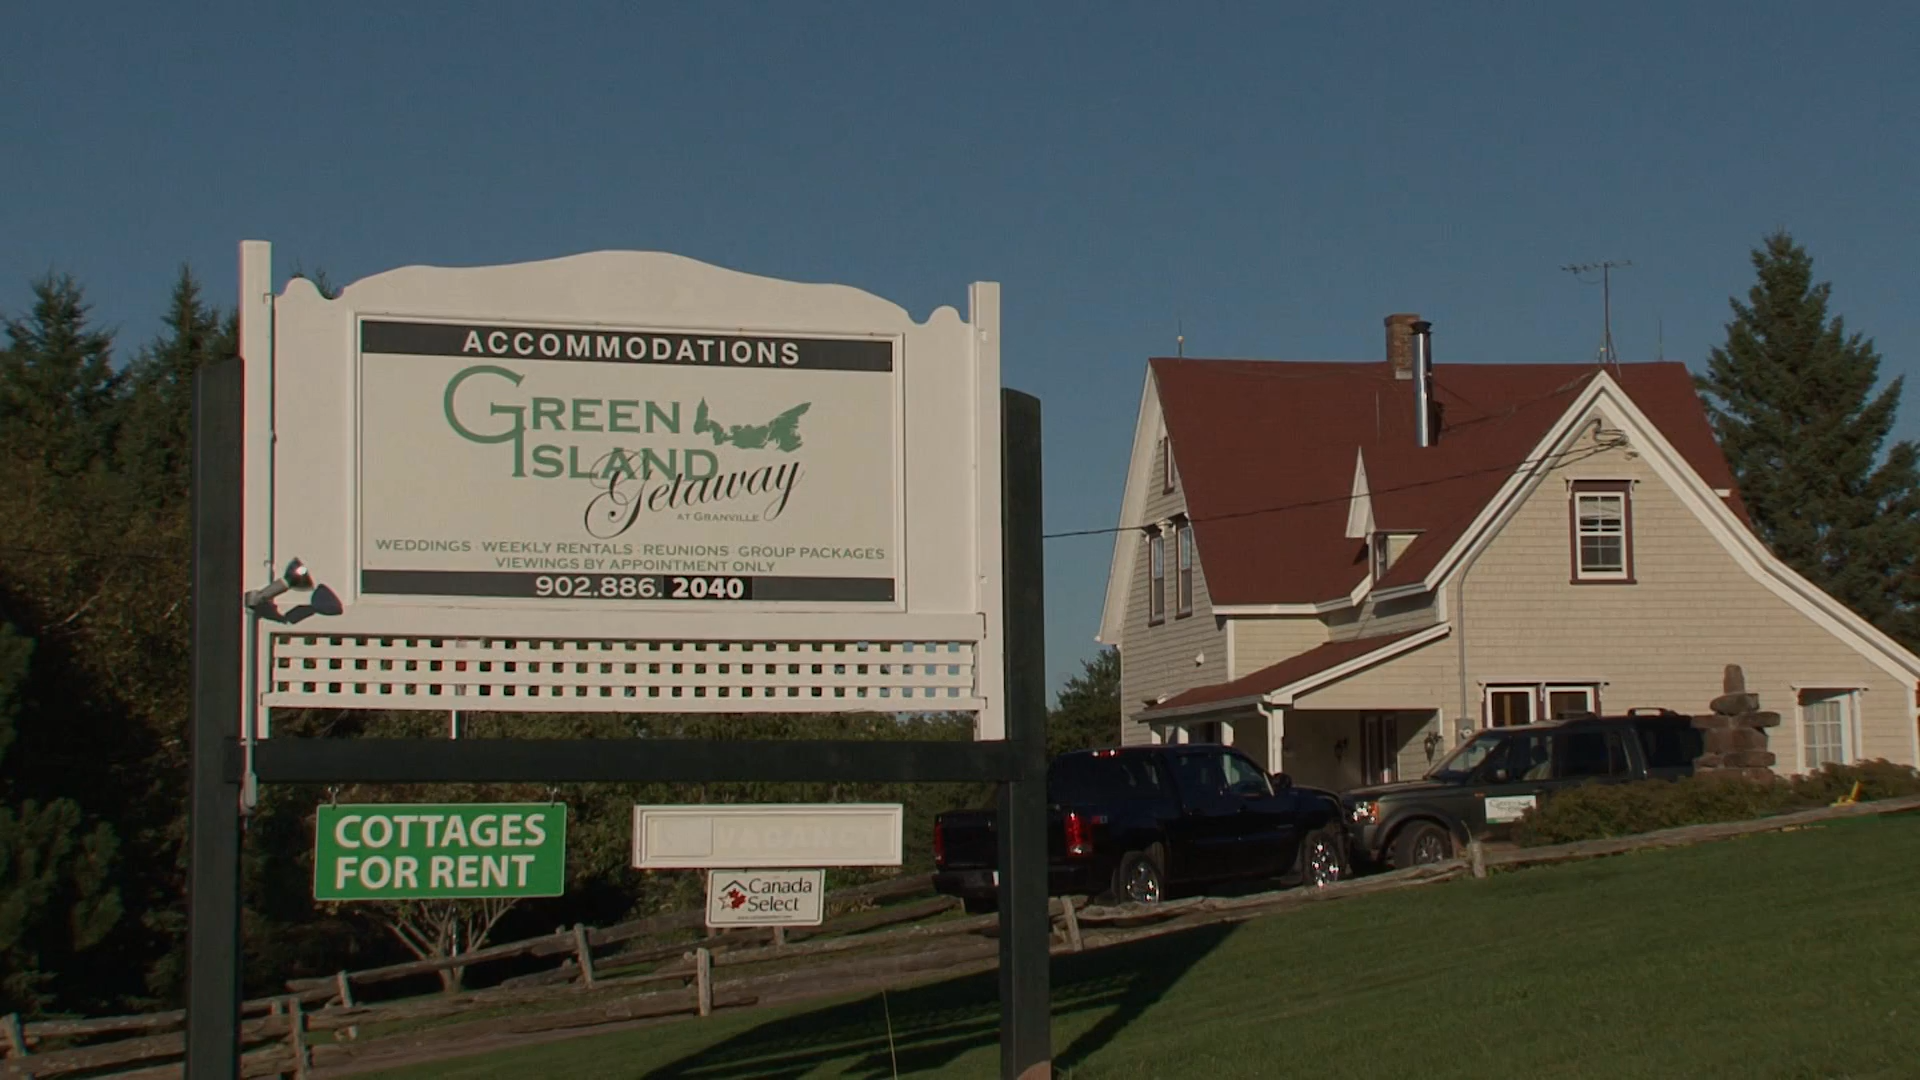 ACCOMMODATIONS
GREEN
ISLAND
Getaway
AT GRANVILLE
WEDDINGS · WEEKLY RENTALS · REUNIONS · GROUP PACKAGES
VIEWINGS BY APPOINTMENT ONLY
902.886.2040
COTTAGES
FOR RENT
VACANCY
Canada
Select